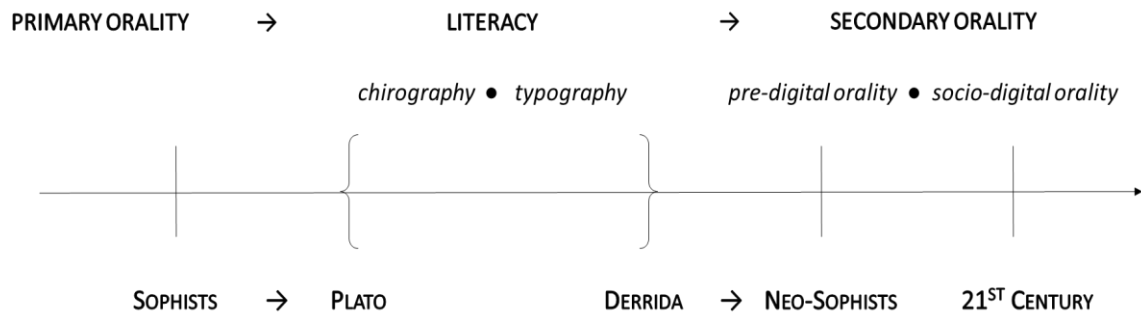 PRIMARY ORALITY → LITERACY → SECONDARY ORALITY
chirography ● typography pre-digital orality ● socio-digital orality
SOPHISTS → PLATO DERRIDA → NEO-SOPHISTS 21ST CENTURY